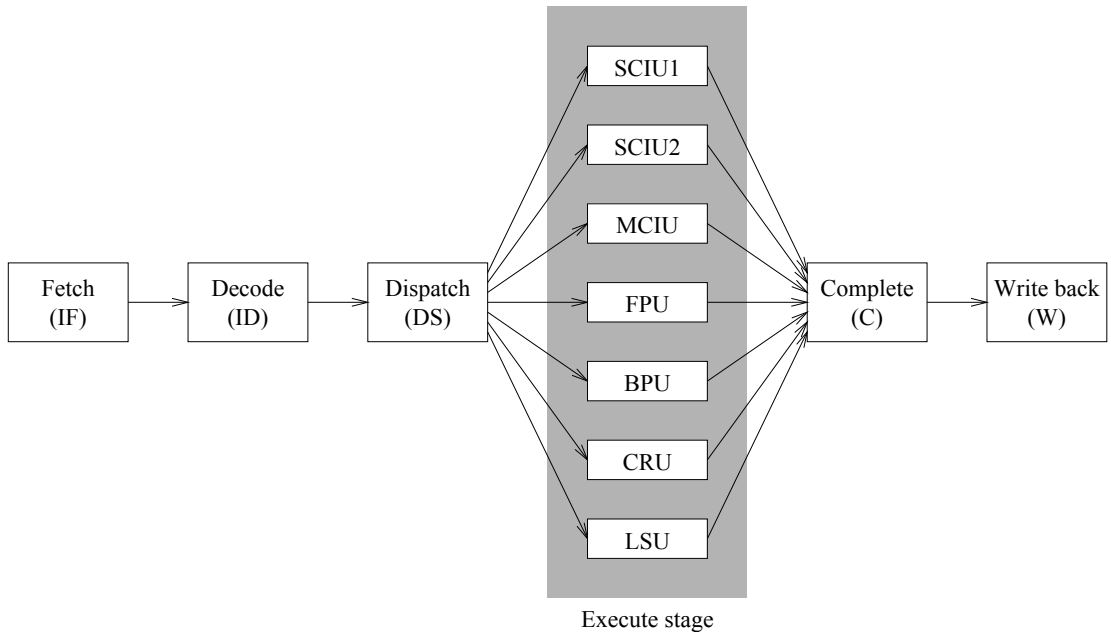 Fetch
(IF)
Decode
(ID)
Dispatch
(DS)
SCIU1
SCIU2
MCIU
FPU
BPU
CRU
LSU
Execute stage
Complete
(C)
Write back
(W)